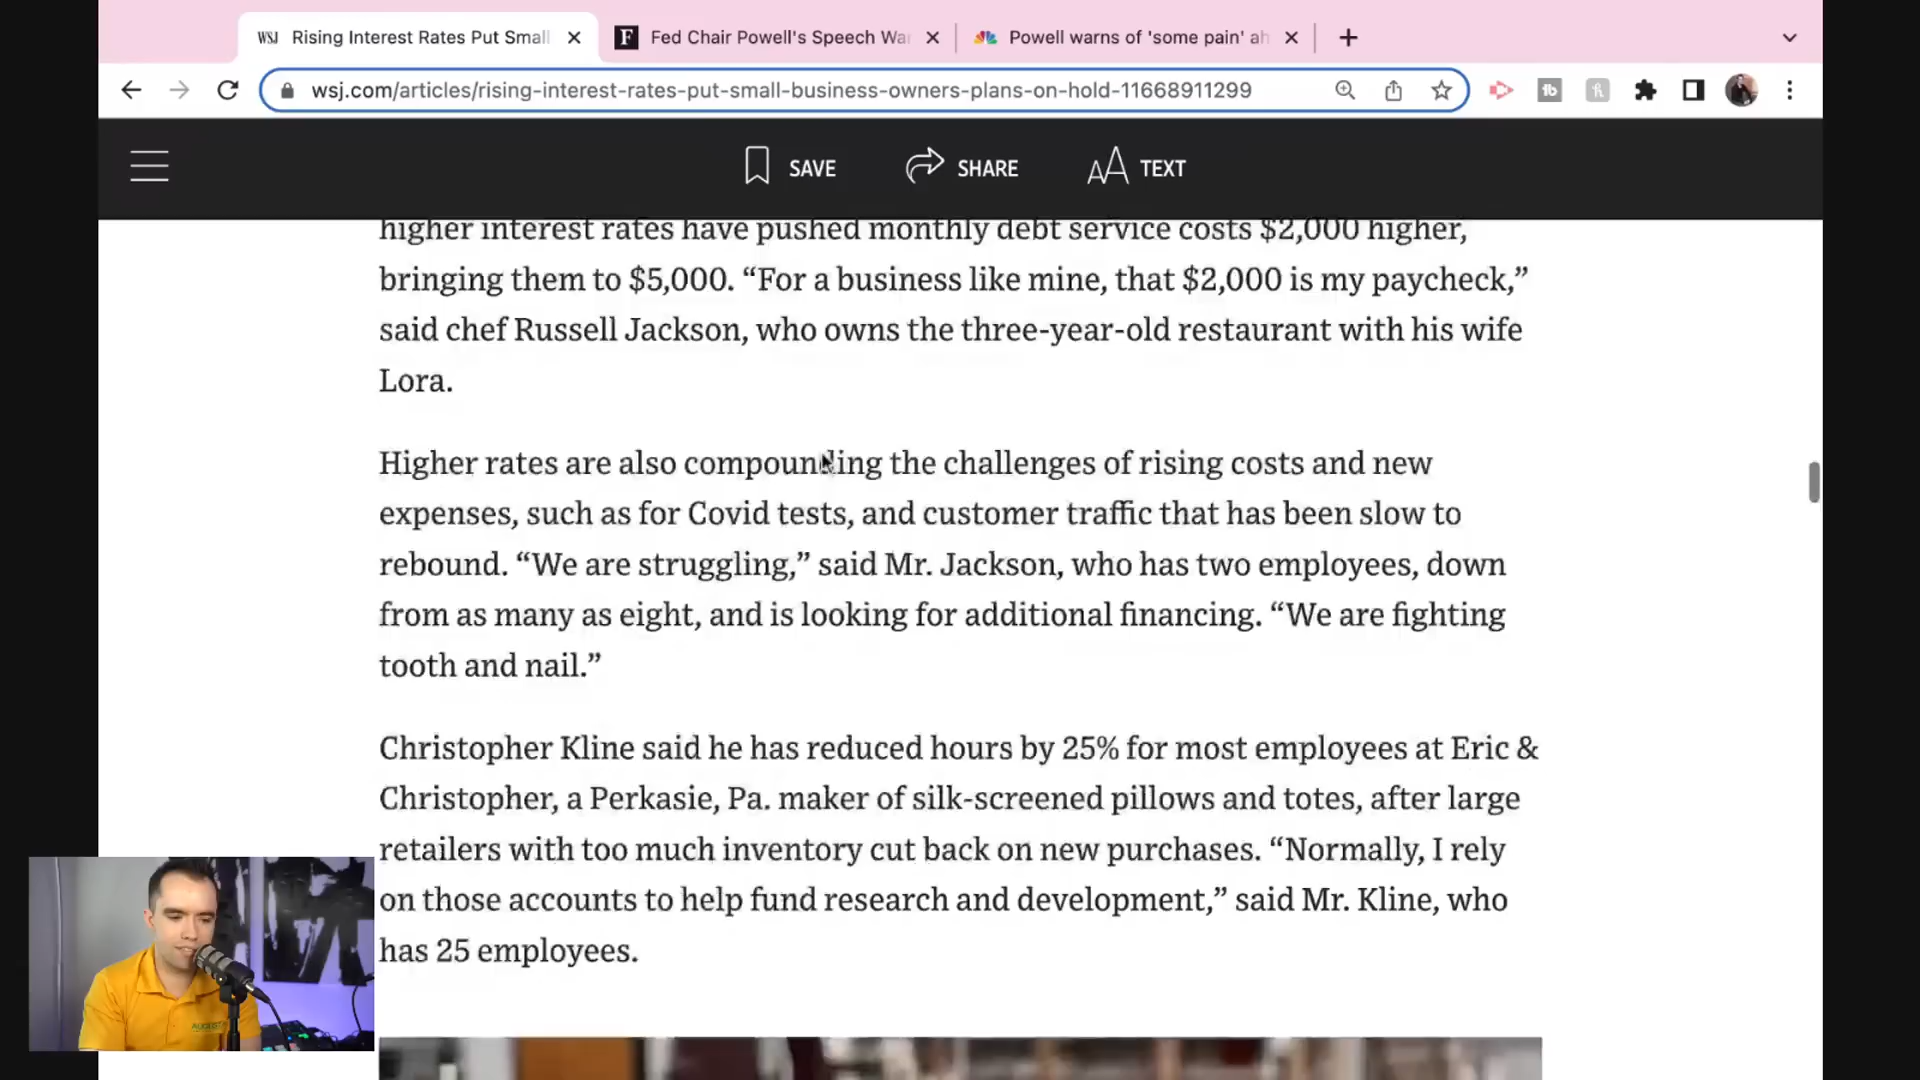 WSJ Rising Interest Rates Put Small
F Fed Chair Powell's Speech Wa
Powell warns of 'some pain' ah
wsj.com/articles/rising-interest-rates-put-small-business-owners-plans-on-hold-11668911299
SAVE
SHARE
AA TEXT
higher interest rates have pushed monthly debt service costs $2,000 higher,
bringing them to $5,000. “For a business like mine, that $2,000 is my paycheck,”
said chef Russell Jackson, who owns the three-year-old restaurant with his wife
Lora.
Higher rates are also compounding the challenges of rising costs and new
expenses, such as for Covid tests, and customer traffic that has been slow to
rebound. “We are struggling,” said Mr. Jackson, who has two employees, down
from as many as eight, and is looking for additional financing. “We are fighting
tooth and nail.”
Christopher Kline said he has reduced hours by 25% for most employees at Eric &
Christopher, a Perkasie, Pa. maker of silk-screened pillows and totes, after large
retailers with too much inventory cut back on new purchases. “Normally, I rely
on those accounts to help fund research and development,” said Mr. Kline, who
has 25 employees.